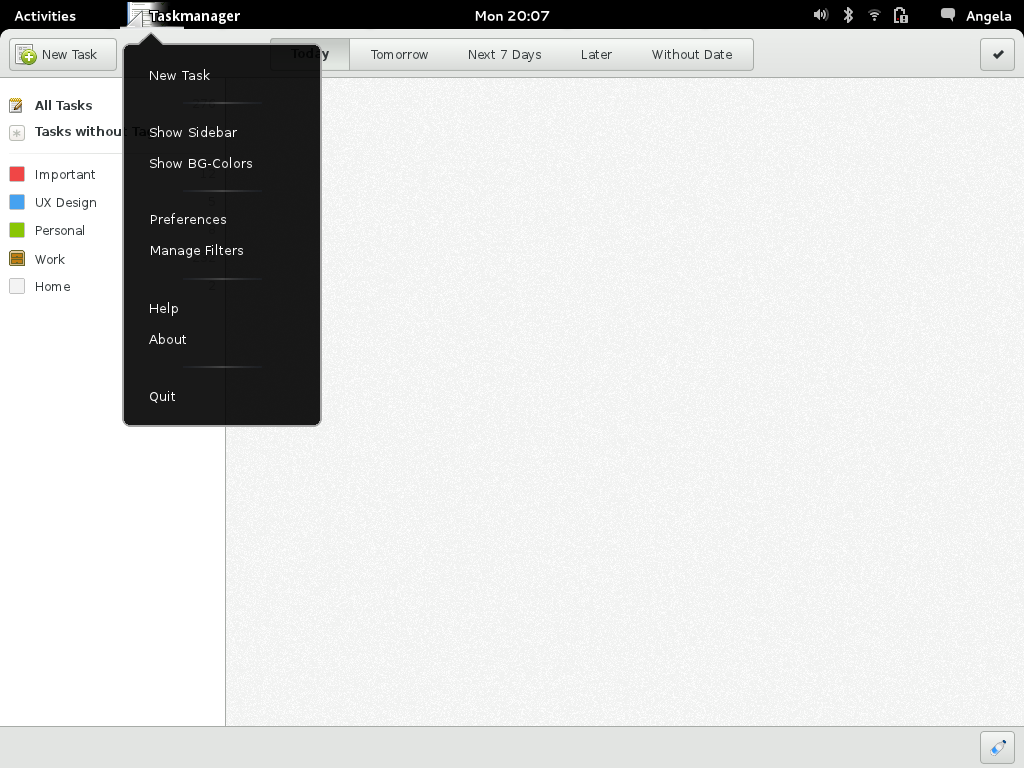 Activities
Taskmanager
Mon 20:07
Angela
New Task
Today
Tomorrow
Next 7 Days
Later
Without Date
All Tasks
Tasks without
Important
UX Design
Personal
Work
Home
New Task
Show Sidebar
Show BG-Colors
Preferences
Manage Filters
Help
About
Quit